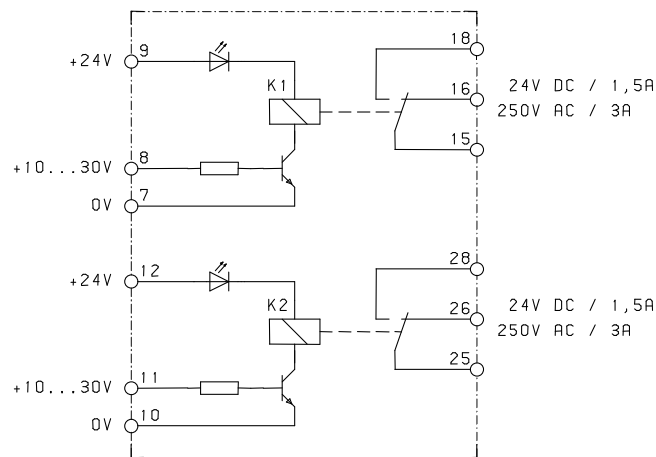 18
9
+24V
K1
16
24V DC / 1,5A
250V AC / 3A
15
8
+10...30V
7
0V
28
12
+24V
K2
26
24V DC / 1,5A
250V AC / 3A
25
11
+10...30V
10
0V